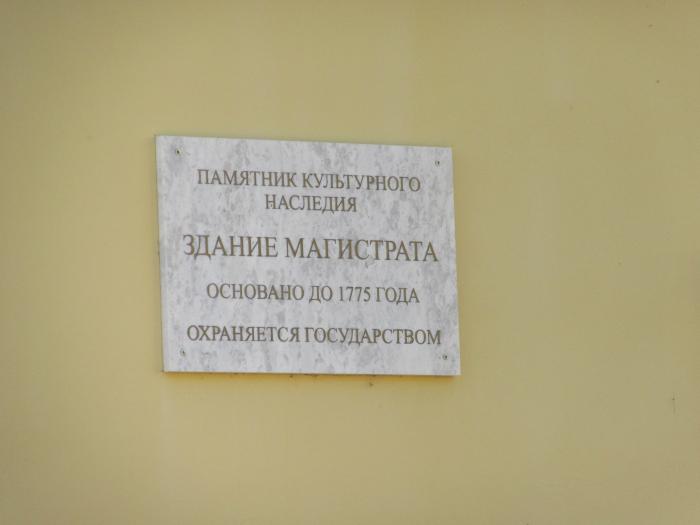 ПАМЯТНИК КУЛЬТУРНОГО
НАСЛЕДИЯ
ЗДАНИЕ МАГИСТРАТА
ОСНОВАНО ДО 1775 ГОДА
ОХРАНЯЕТСЯ ГОСУДАРСТВОМ